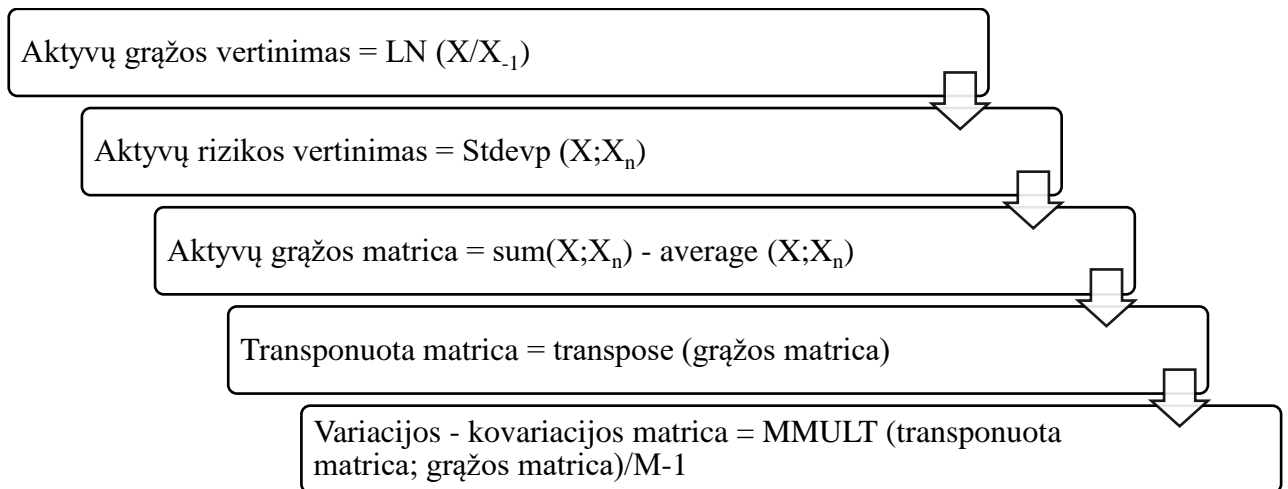 Aktyvų grąžos vertinimas = LN (X/X₋₁)
Aktyvų rizikos vertinimas = Stdevp (X;Xₙ)
Aktyvų grąžos matrica = sum(X;Xₙ) - average (X;Xₙ)
Transponuota matrica = transpose (grąžos matrica)
Variacijos - kovariacijos matrica = MMULT (transponuota
matrica; grąžos matrica)/M-1